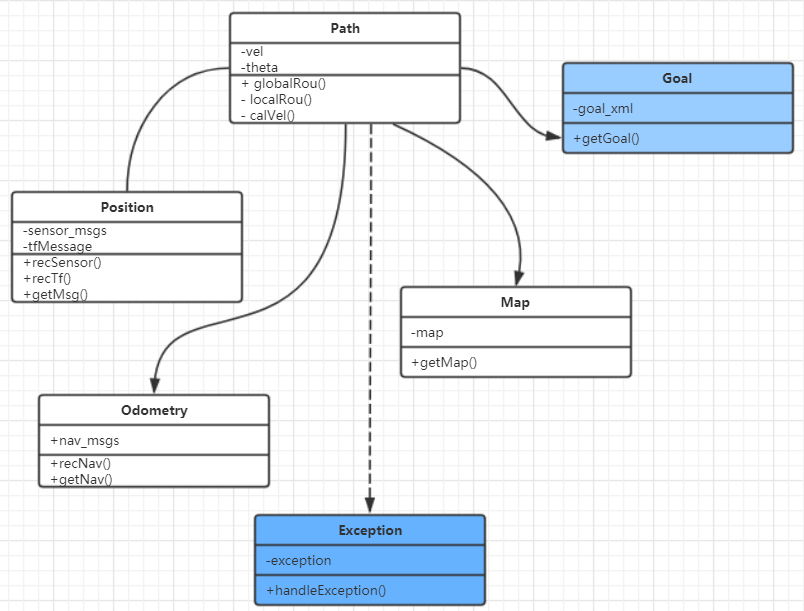 Path
-vel
-theta
+ globalRou()
- localRou()
- calVel()
Goal
-goal_xml
+getGoal()
Position
-sensor_msgs
-tfMessage
+recSensor()
+recTf()
+getMsg()
Map
-map
+getMap()
Odometry
+nav_msgs
+recNav()
+getNav()
Exception
-exception
+handleException()